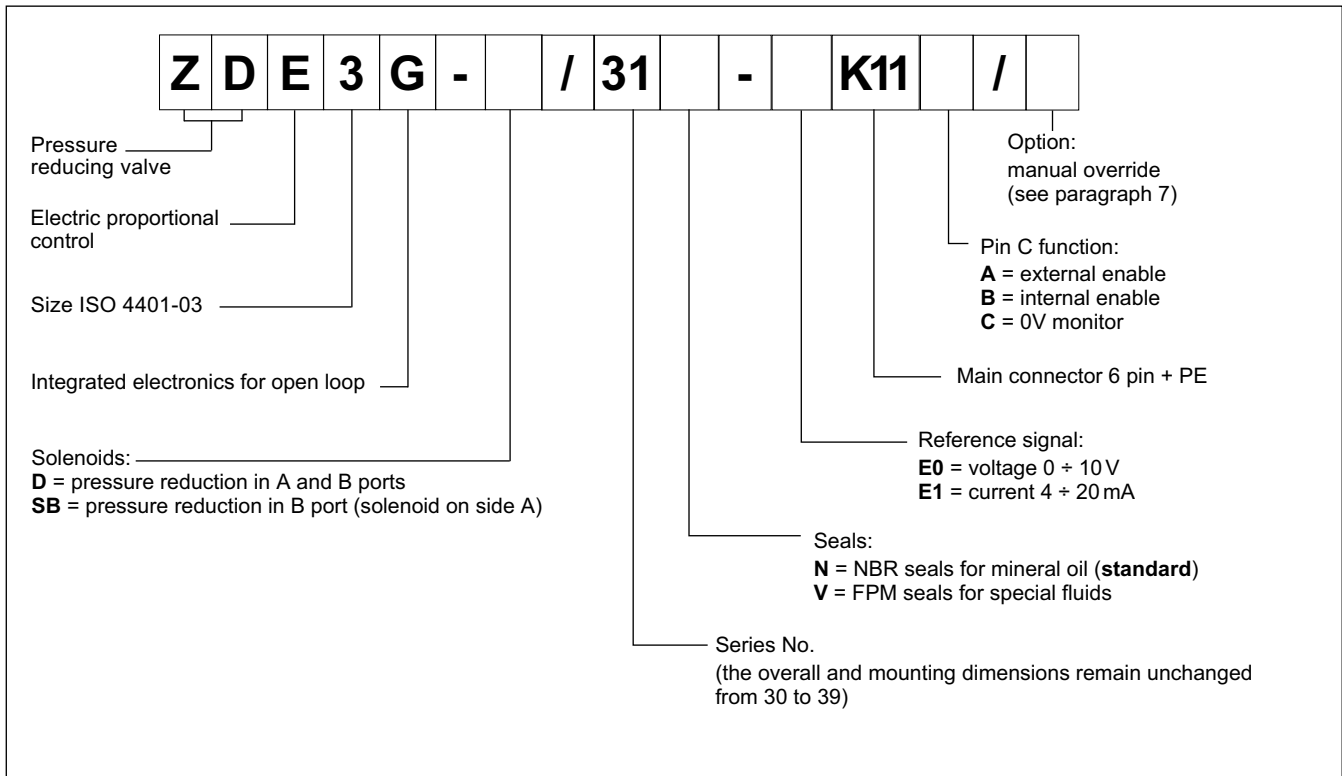 Z D E 3 G - / 31 - K11 /
Pressure
reducing valve
Electric proportional
control
Size ISO 4401-03
Integrated electronics for open loop
Solenoids:
D = pressure reduction in A and B ports
SB = pressure reduction in B port (solenoid on side A)
Option:
manual override
(see paragraph 7)
Pin C function:
A = external enable
B = internal enable
C = 0V monitor
Main connector 6 pin + PE
Reference signal:
E0 = voltage 0 ÷ 10 V
E1 = current 4 ÷ 20 mA
Seals:
N = NBR seals for mineral oil (standard)
V = FPM seals for special fluids
Series No.
(the overall and mounting dimensions remain unchanged
from 30 to 39)